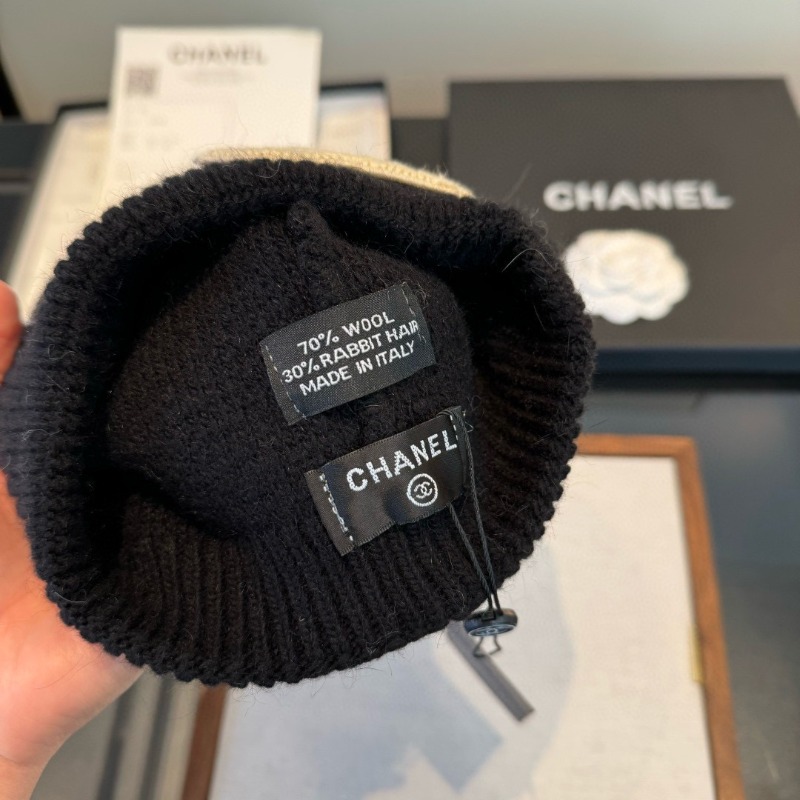 CHANEL
CHANEL
70% WOOL
30% RABBIT HAIR
MADE IN ITALY
CHANEL